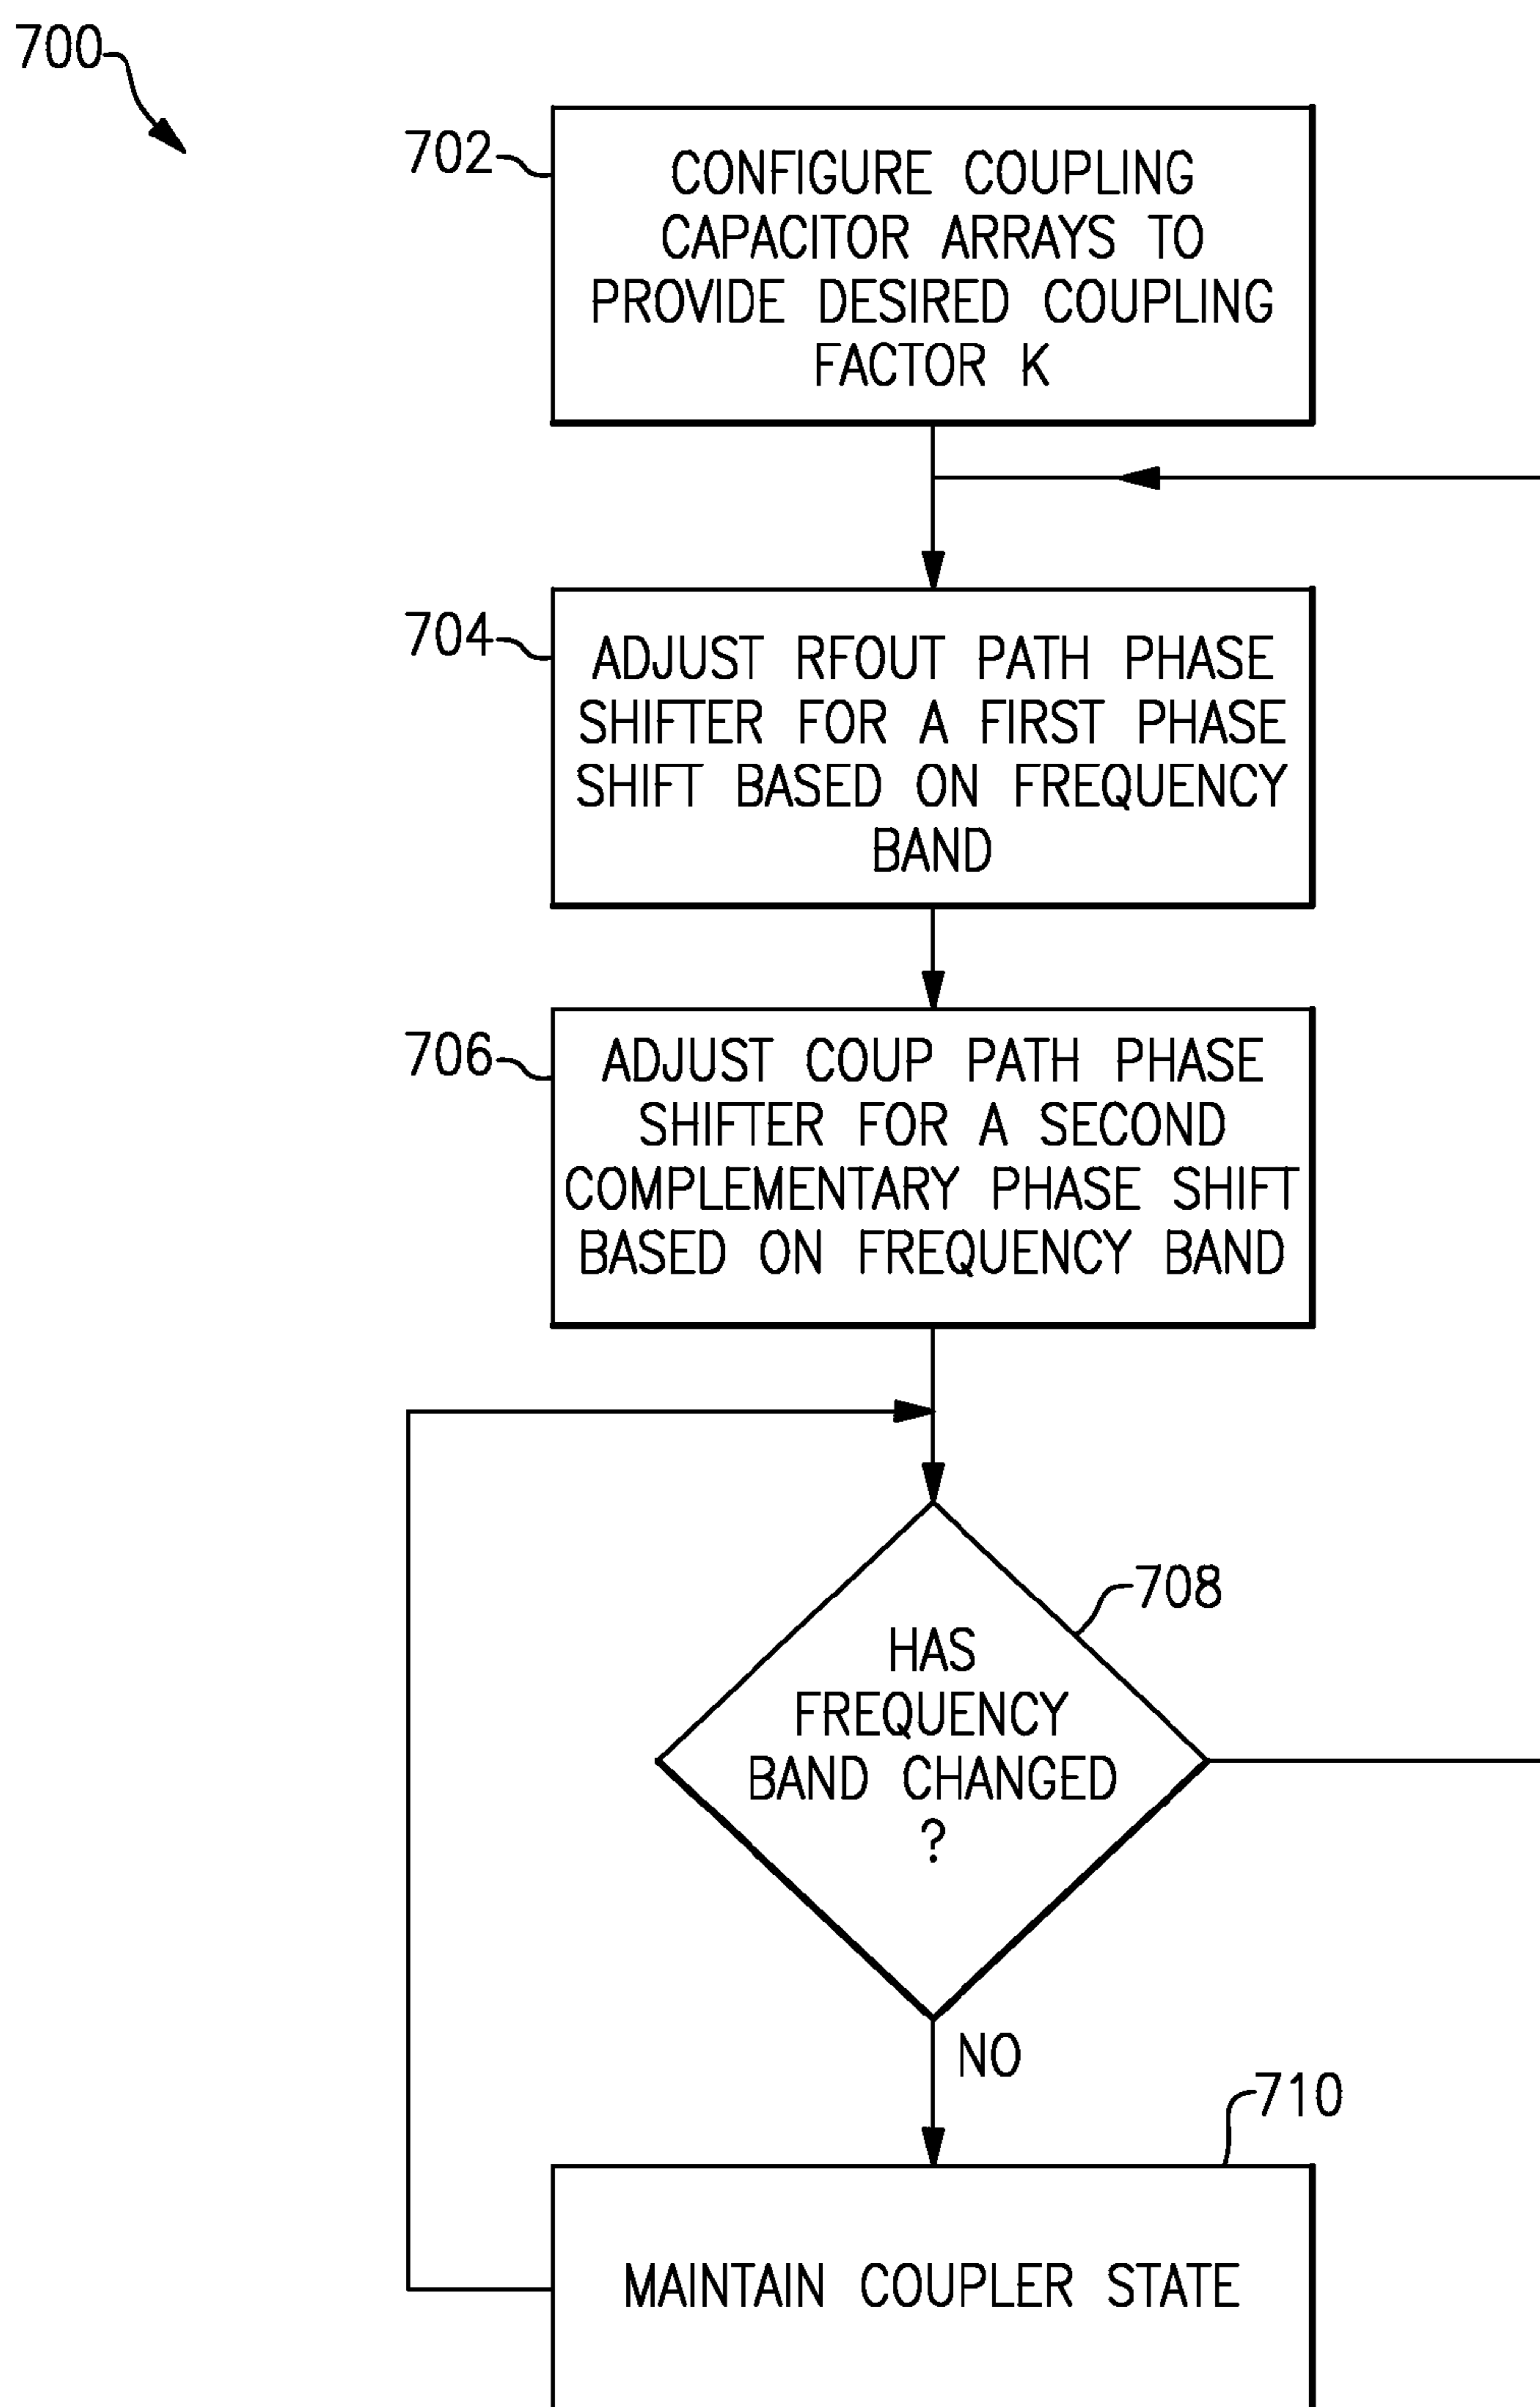 700
702
CONFIGURE COUPLING
CAPACITOR ARRAYS TO
PROVIDE DESIRED COUPLING
FACTOR K
704
ADJUST RFOUT PATH PHASE
SHIFTER FOR A FIRST PHASE
SHIFT BASED ON FREQUENCY
BAND
706
ADJUST COUP PATH PHASE
SHIFTER FOR A SECOND
COMPLEMENTARY PHASE SHIFT
BASED ON FREQUENCY BAND
708
HAS
FREQUENCY
BAND CHANGED
?
NO
710
MAINTAIN COUPLER STATE